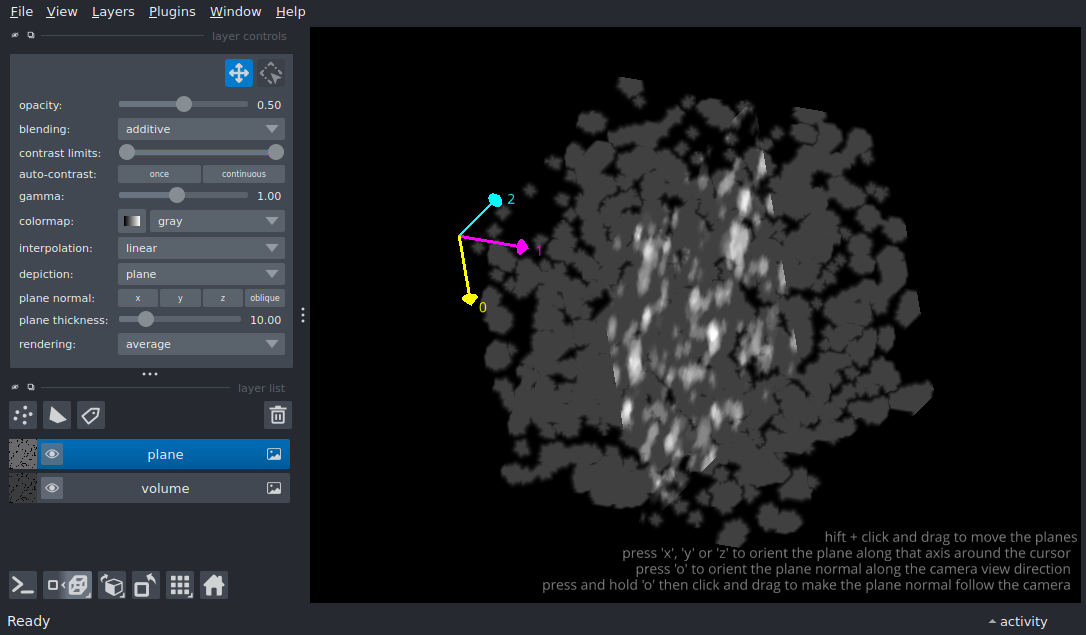 File View Layers Plugins Window Help
layer controls
opacity: 0.50
blending: additive
contrast limits:
auto-contrast: once continuous
gamma: 1.00
colormap: gray
interpolation: linear
depiction: plane
plane normal: x y z oblique
plane thickness: 10.00
rendering: average
layer list
plane
volume
2
1
0
hift + click and drag to move the planes
press 'x', 'y' or 'z' to orient the plane along that axis around the cursor
press 'o' to orient the plane normal along the camera view direction
press and hold 'o' then click and drag to make the plane normal follow the camera
Ready
activity